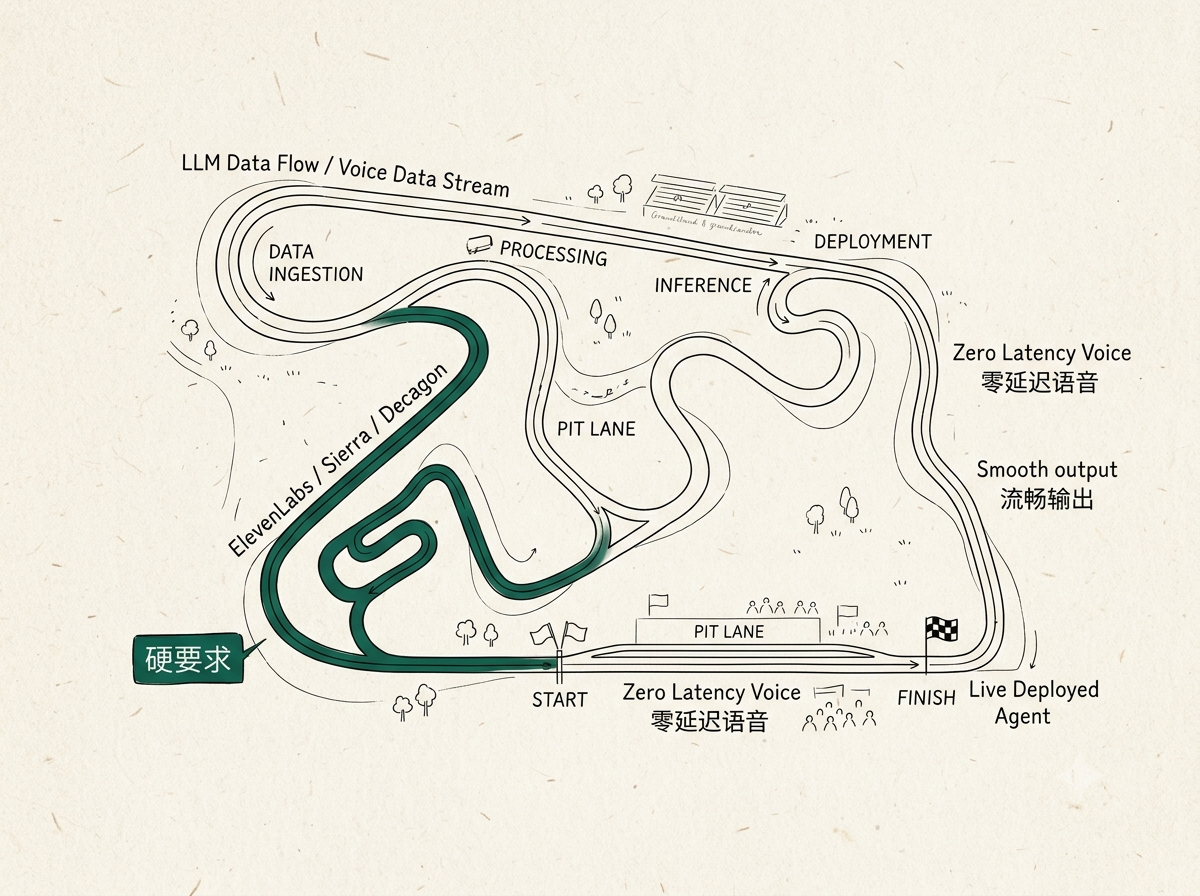 LLM Data Flow / Voice Data Stream
DATA
INGESTION
PROCESSING
INFERENCE
DEPLOYMENT
Zero Latency Voice
零延迟语音
PIT LANE
ElevenLabs / Sierra / Decagon
Smooth output
流畅输出
硬要求
PIT LANE
START
Zero Latency Voice
零延迟语音
FINISH
Live Deployed
Agent